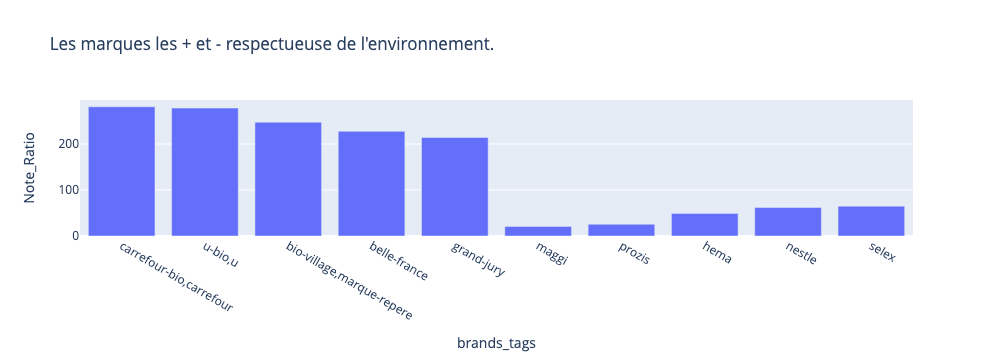 Les marques les + et - respectueuse de l'environnement.
Note_Ratio
200
100
0
carrefour-bio,carrefour
u-bio,u
bio-village,marque-repere
belle-france
grand-jury
maggi
prozis
hema
nestle
selex
brands_tags